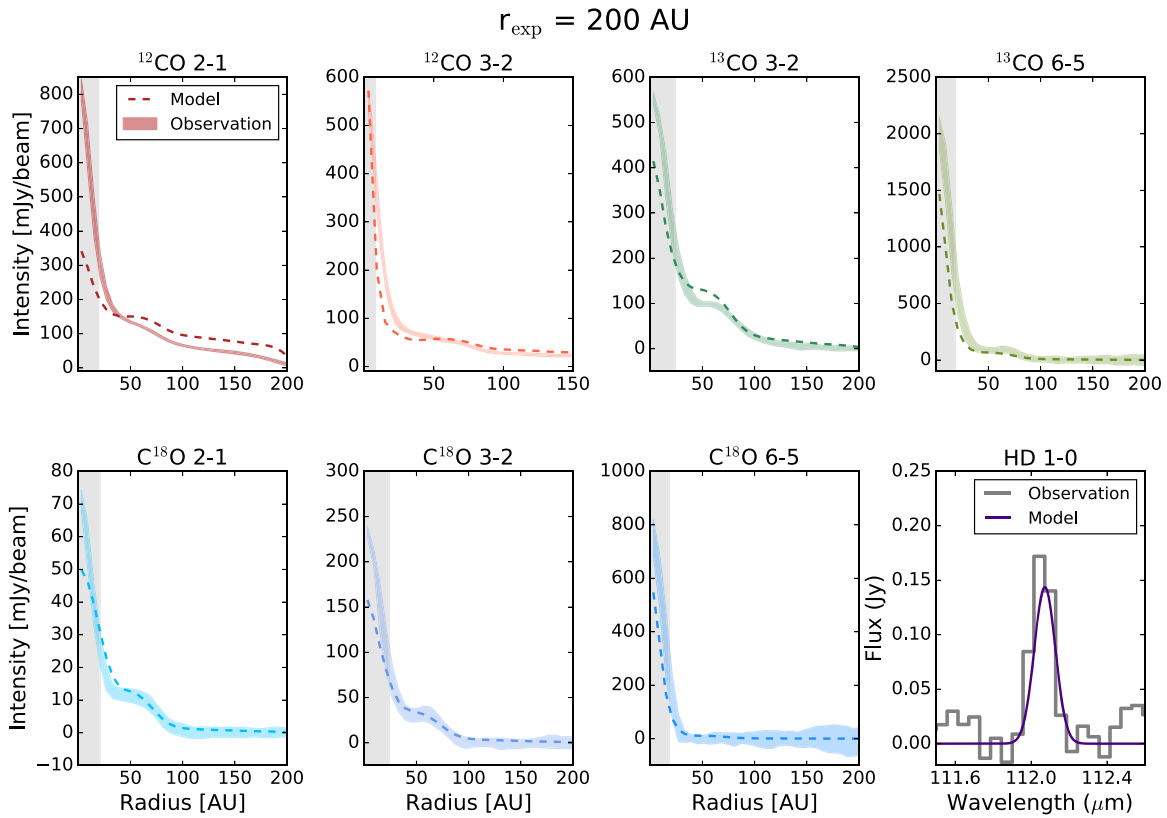 r_exp = 200 AU
¹²CO 2-1
¹²CO 3-2
¹³CO 3-2
¹³CO 6-5
Intensity [mJy/beam]
800
700
600
500
400
300
200
100
0
Model
Observation
50 100 150 200
600
500
400
300
200
100
0
50 100 150
600
500
400
300
200
100
0
50 100 150 200
2500
2000
1500
1000
500
0
50 100 150 200
C¹⁸O 2-1
C¹⁸O 3-2
C¹⁸O 6-5
HD 1-0
Intensity [mJy/beam]
80
70
60
50
40
30
20
10
0
−10
50 100 150 200
Radius [AU]
300
250
200
150
100
50
0
50 100 150 200
Radius [AU]
1000
800
600
400
200
0
50 100 150 200
Radius [AU]
Flux (Jy)
0.25
0.20
0.15
0.10
0.05
0.00
Observation
Model
111.6 112.0 112.4
Wavelength (μm)